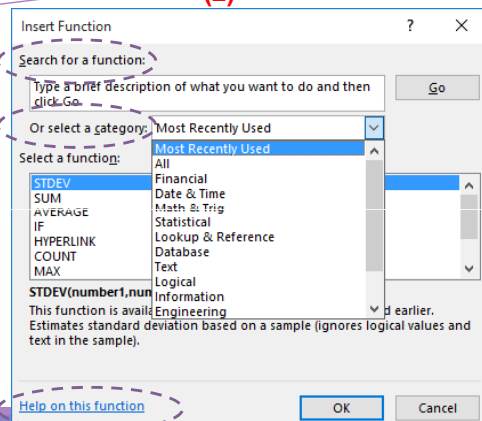 Insert Function ? ×
Search for a function:
Type a brief description of what you want to do and then
click Go
Go
Or select a category: Most Recently Used
Most Recently Used
All
Financial
Date & Time
Math & Trig
Statistical
Lookup & Reference
Database
Text
Logical
Information
Engineering
Select a function:
STDEV
SUM
AVERAGE
IF
HYPERLINK
COUNT
MAX
STDEV(number1,num
This function is availa d earlier.
Estimates standard deviation based on a sample (ignores logical values and
text in the sample).
Help on this function
OK Cancel